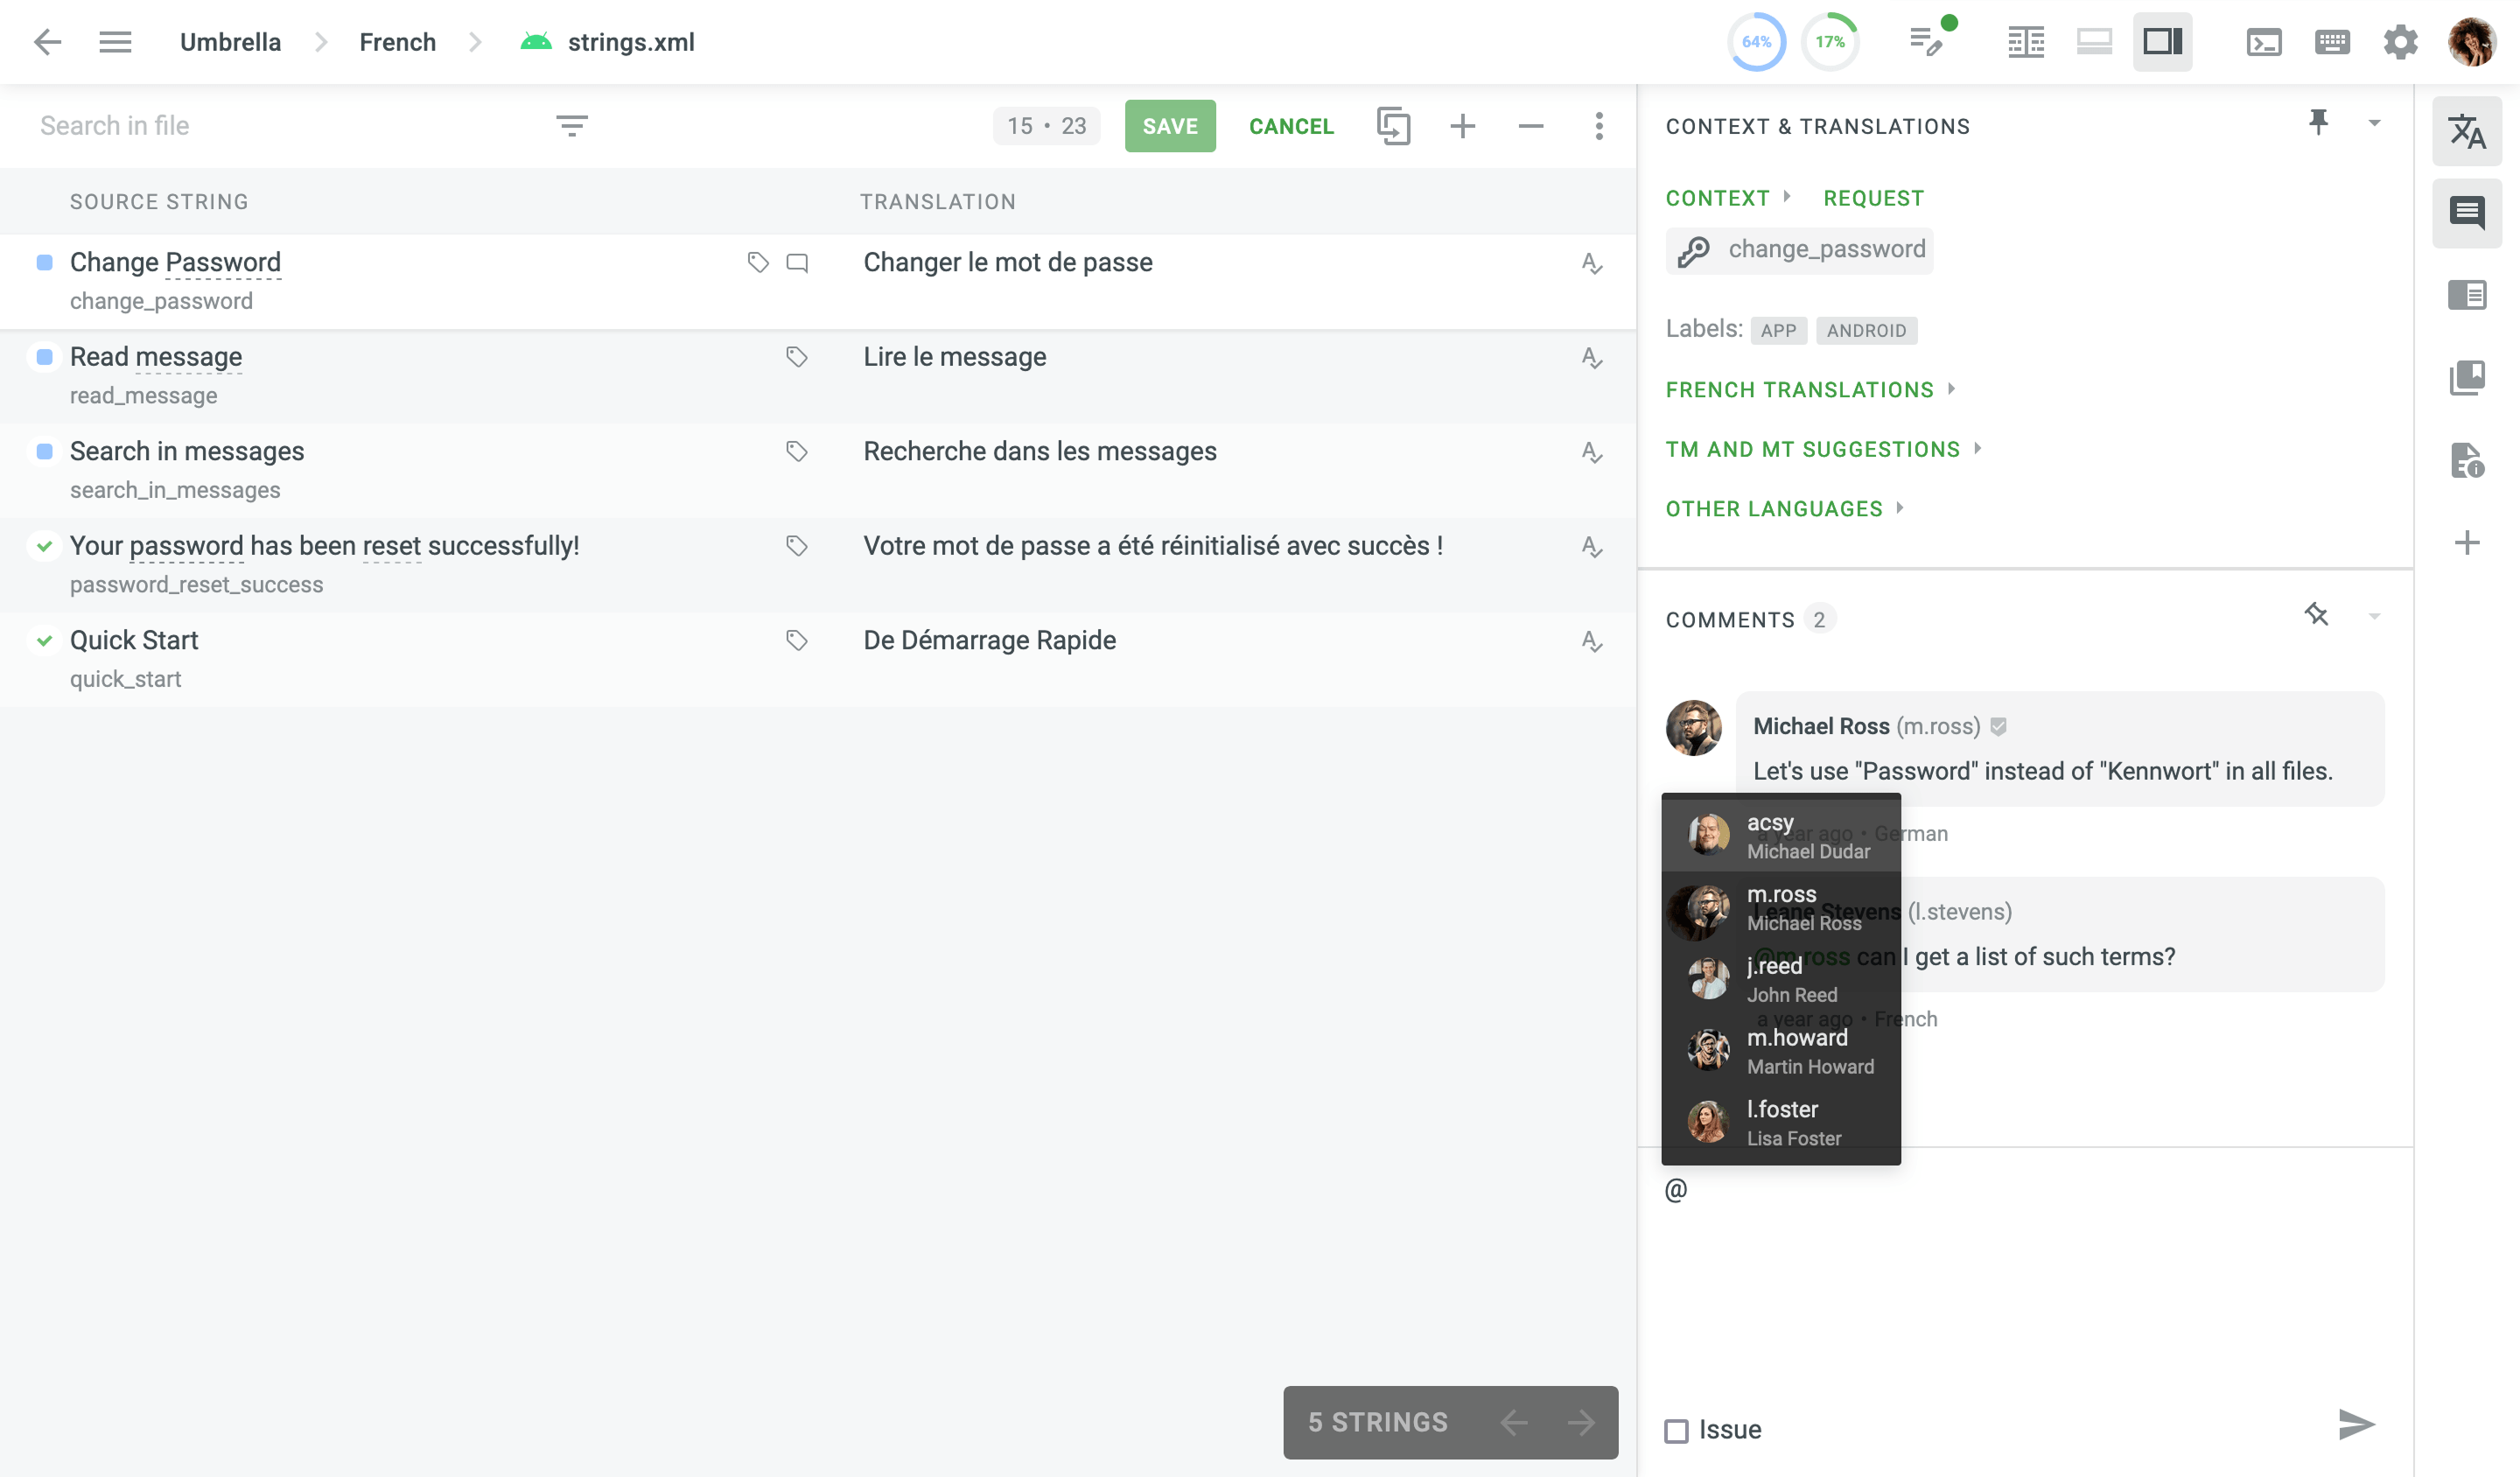 Umbrella
French
strings.xml
64%
17%
Search in file
15 • 23
SAVE
CANCEL
SOURCE STRING
TRANSLATION
Change Password
change_password
Changer le mot de passe
Read message
read_message
Lire le message
Search in messages
search_in_messages
Recherche dans les messages
Your password has been reset successfully!
password_reset_success
Votre mot de passe a été réinitialisé avec succès !
Quick Start
quick_start
De Démarrage Rapide
5 STRINGS
CONTEXT & TRANSLATIONS
CONTEXT
REQUEST
change_password
Labels: APP ANDROID
FRENCH TRANSLATIONS
TM AND MT SUGGESTIONS
OTHER LANGUAGES
COMMENTS 2
Michael Ross (m.ross)
Let's use "Password" instead of "Kennwort" in all files.
a year ago • German
Leane Stevens (l.stevens)
@m.ross can I get a list of such terms?
a year ago • French
acsy
Michael Dudar
m.ross
Michael Ross
j.reed
John Reed
m.howard
Martin Howard
l.foster
Lisa Foster
@
Issue